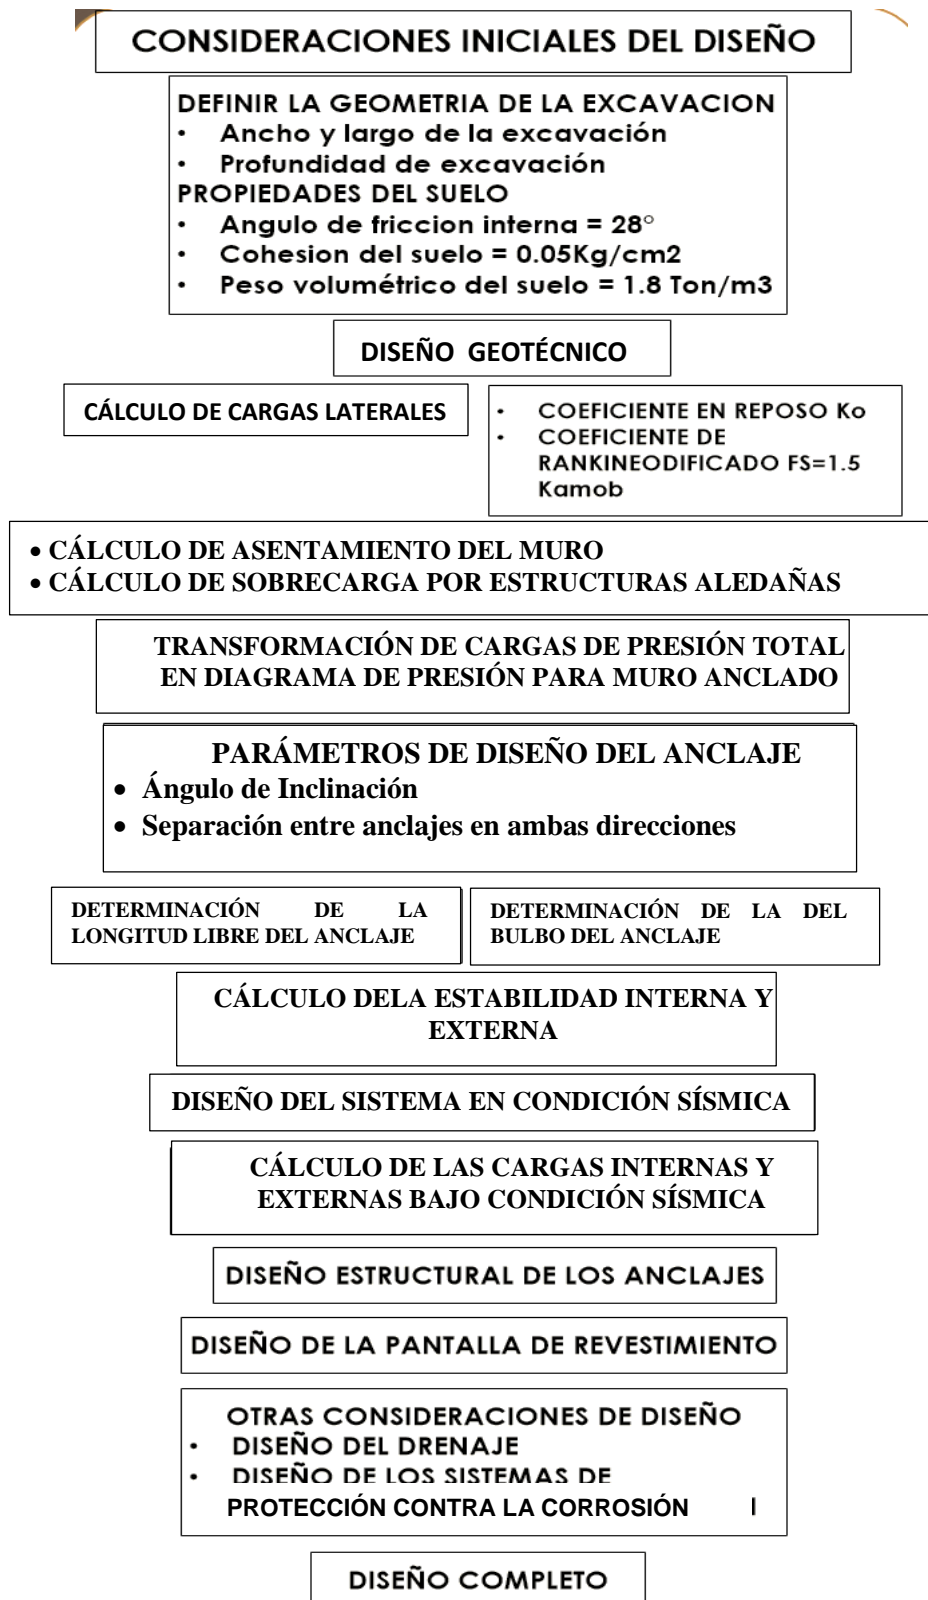 CONSIDERACIONES INICIALES DEL DISEÑO
DEFINIR LA GEOMETRIA DE LA EXCAVACION
• Ancho y largo de la excavación
• Profundidad de excavación
PROPIEDADES DEL SUELO
• Angulo de friccion interna = 28°
• Cohesion del suelo = 0.05Kg/cm2
• Peso volumétrico del suelo = 1.8 Ton/m3
DISEÑO GEOTÉCNICO
CÁLCULO DE CARGAS LATERALES
• COEFICIENTE EN REPOSO Ko
• COEFICIENTE DE
RANKINEODIFICADO FS=1.5
Kamob
• CÁLCULO DE ASENTAMIENTO DEL MURO
• CÁLCULO DE SOBRECARGA POR ESTRUCTURAS ALEDAÑAS
TRANSFORMACIÓN DE CARGAS DE PRESIÓN TOTAL
EN DIAGRAMA DE PRESIÓN PARA MURO ANCLADO
PARÁMETROS DE DISEÑO DEL ANCLAJE
• Ángulo de Inclinación
• Separación entre anclajes en ambas direcciones
DETERMINACIÓN DE LA
LONGITUD LIBRE DEL ANCLAJE
DETERMINACIÓN DE LA DEL
BULBO DEL ANCLAJE
CÁLCULO DELA ESTABILIDAD INTERNA Y
EXTERNA
DISEÑO DEL SISTEMA EN CONDICIÓN SÍSMICA
CÁLCULO DE LAS CARGAS INTERNAS Y
EXTERNAS BAJO CONDICIÓN SÍSMICA
DISEÑO ESTRUCTURAL DE LOS ANCLAJES
DISEÑO DE LA PANTALLA DE REVESTIMIENTO
OTRAS CONSIDERACIONES DE DISEÑO
• DISEÑO DEL DRENAJE
• DISEÑO DE LOS SISTEMAS DE
PROTECCIÓN CONTRA LA CORROSIÓN
DISEÑO COMPLETO